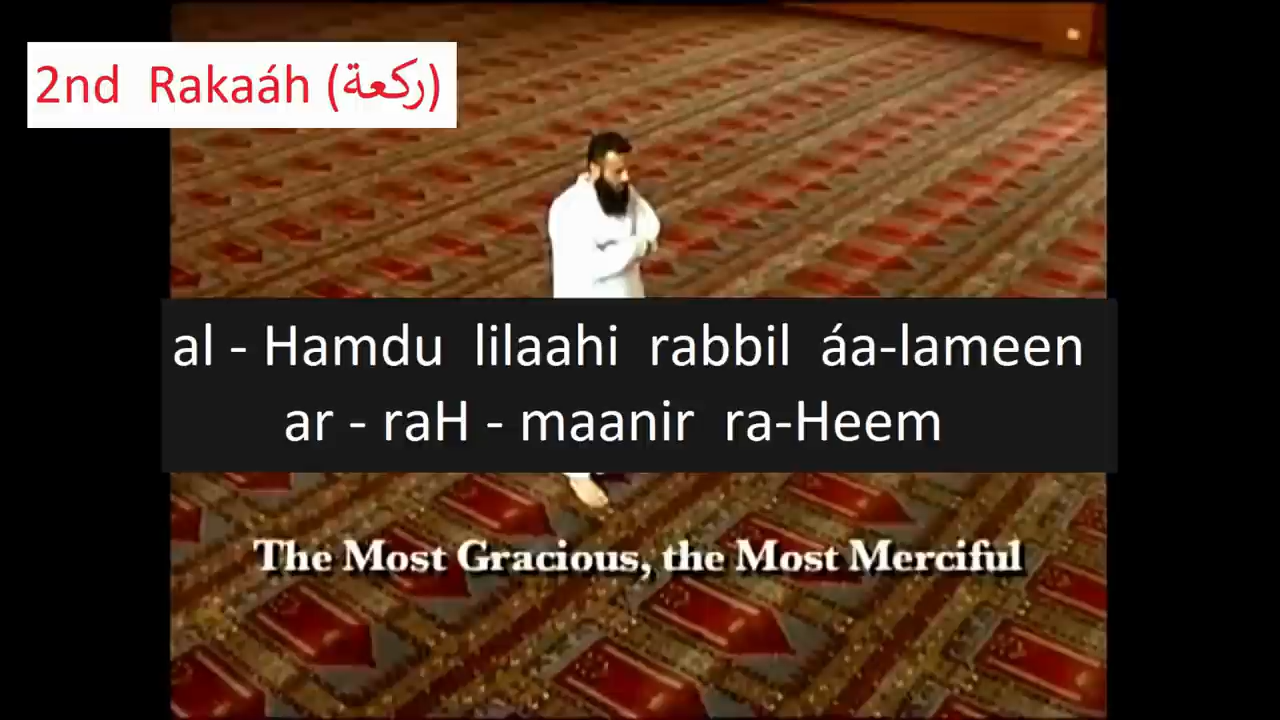 2nd Rakaáh (ركعة)
al - Hamdu lilaahi rabbil áa-lameen
ar - raH - maanir ra-Heem
The Most Gracious, the Most Merciful